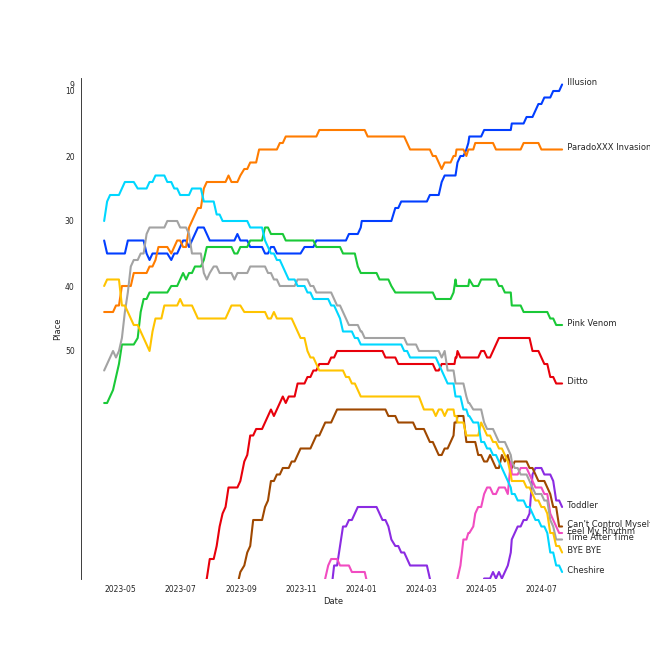 9
10
20
30
40
50
Place
2023-05
2023-07
2023-09
2023-11
2024-01
2024-03
2024-05
2024-07
Date
Illusion
ParadoXXX Invasion
Pink Venom
Ditto
Toddler
Can't Control Myself
Feel My Rhythm
Time After Time
BYE BYE
Cheshire